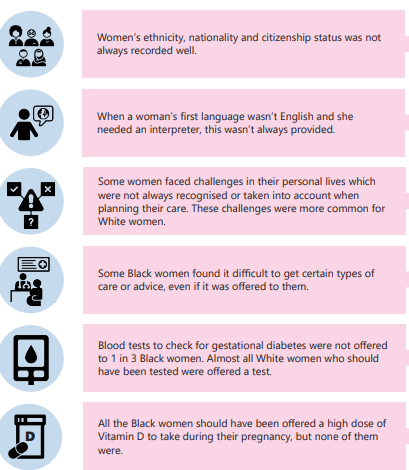 Women's ethnicity, nationality and citizenship status was not
always recorded well.
When a woman's first language wasn't English and she
needed an interpreter, this wasn't always provided.
Some women faced challenges in their personal lives which
were not always recognised or taken into account when
planning their care. These challenges were more common for
White women.
?
Some Black women found it difficult to get certain types of
care or advice, even if it was offered to them.
Blood tests to check for gestational diabetes were not offered
to 1 in 3 Black women. Almost all White women who should
have been tested were offered a test.
D
All the Black women should have been offered a high dose of
Vitamin D to take during their pregnancy, but none of them
were.